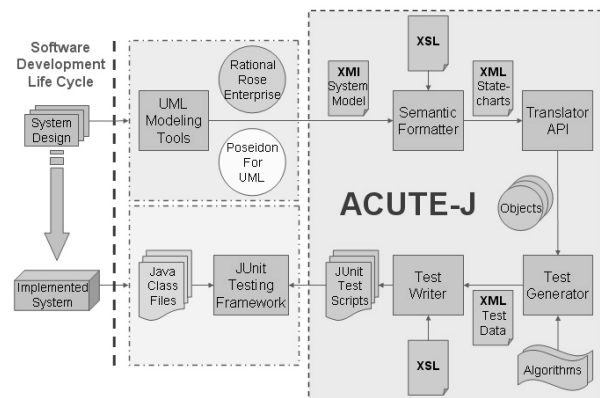 Software
Development
Life Cycle
System
Design
Implemented
System
UML
Modeling
Tools
Rational
Rose
Enterprise
Poseidon
For
UML
XMI
System
Model
XSL
Semantic
Formatter
XML
State-
charts
Translator
API
ACUTE-J
Objects
Java
Class
Files
JUnit
Testing
Framework
JUnit
Test
Scripts
Test
Writer
XML
Test
Data
Test
Generator
XSL
Algorithms